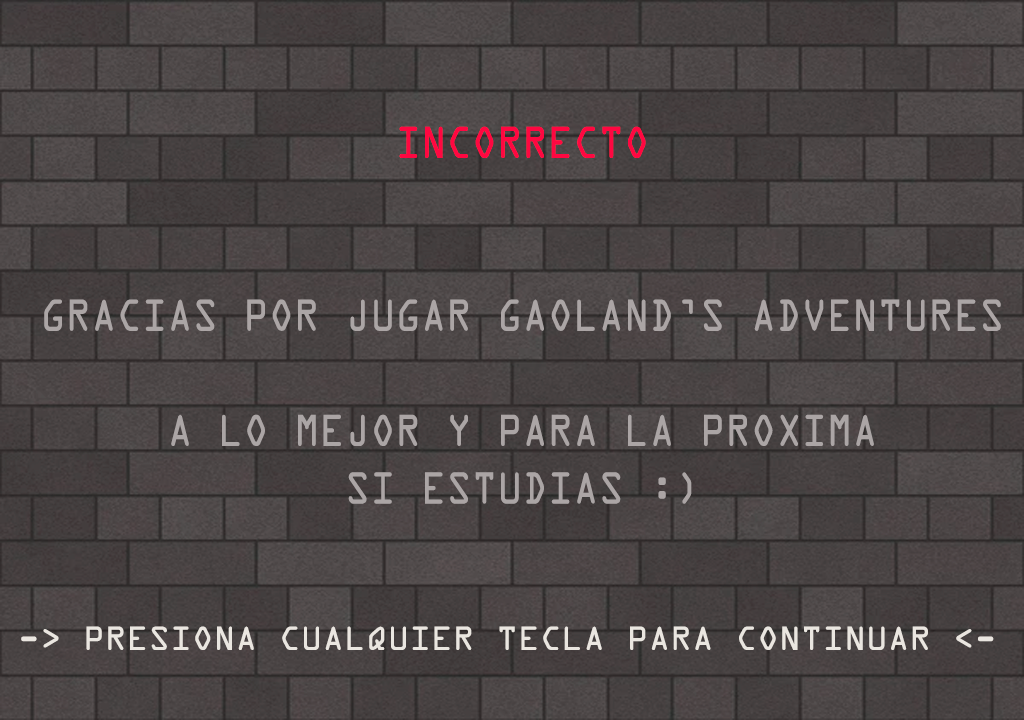 INCORRECTO
GRACIAS POR JUGAR GAOLAND'S ADVENTURES
A LO MEJOR Y PARA LA PROXIMA
SI ESTUDIAS :)
-> PRESIONA CUALQUIER TECLA PARA CONTINUAR <-